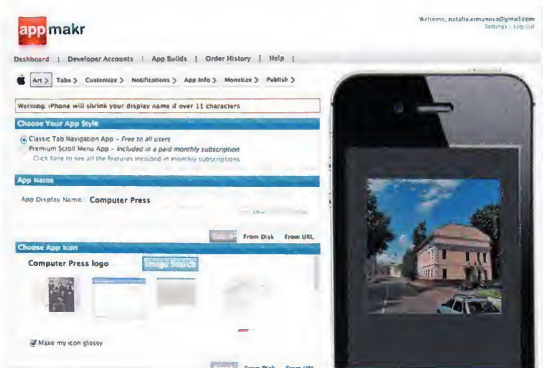 appmakr
Welcome, natalia.ermanova@gmail.com
Settings | Log out
Dashboard | Developer Accounts | App Builds | Order History | Help |
Art > Tabs > Customize > Notifications > App Info > Monetize > Publish >
Warning: iPhone will shrink your display name if over 11 characters
Choose Your App Style
Classic Tab Navigation App - Free to all users
Premium Scroll Menu App - Included in a paid monthly subscription
Click here to see all the features included in monthly subscriptions
App Name
App Display Name: Computer Press
Search From Disk From URL
Choose App Icon
Computer Press logo
Make my icon glossy
Search From Disk From URL